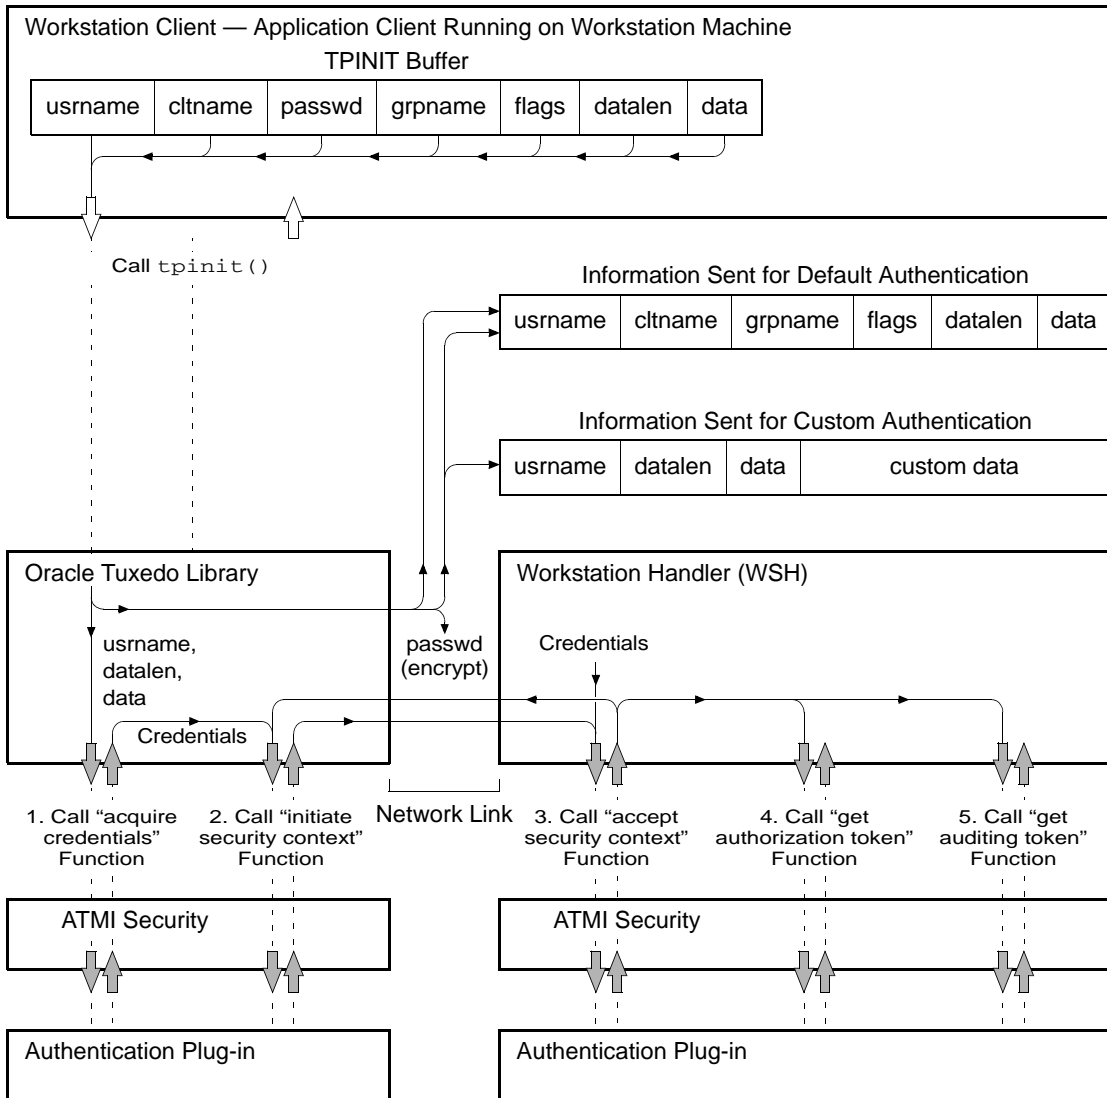 Workstation Client — Application Client Running on Workstation Machine
TPINIT Buffer
usrname cltname passwd grpname flags datalen data
Call tpinit()
Information Sent for Default Authentication
usrname cltname grpname flags datalen data
Information Sent for Custom Authentication
usrname datalen data custom data
Oracle Tuxedo Library
usrname,
datalen,
data
Credentials
passwd
(encrypt)
Workstation Handler (WSH)
Credentials
Network Link
1. Call “acquire
credentials”
Function
2. Call “initiate
security context”
Function
3. Call “accept
security context”
Function
4. Call “get
authorization token”
Function
5. Call “get
auditing token”
Function
ATMI Security
ATMI Security
Authentication Plug-in
Authentication Plug-in